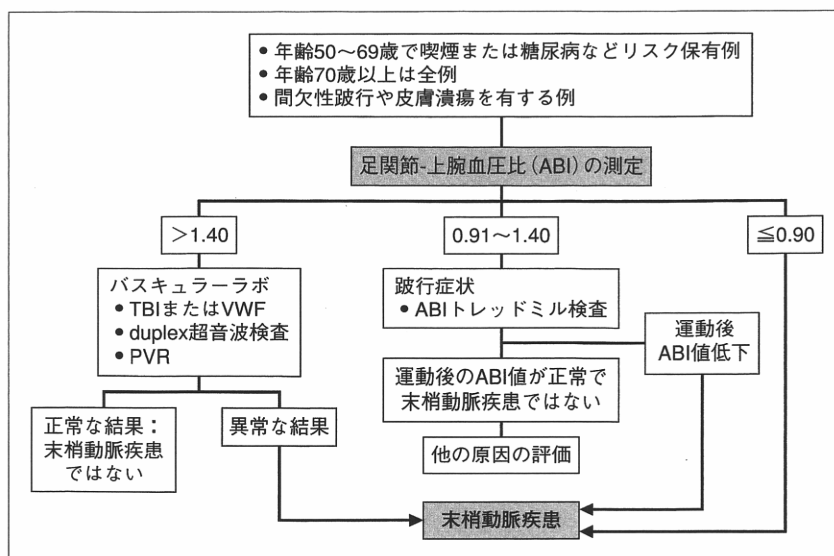 ● 年齢50～69歳で喫煙または糖尿病などリスク保有例
● 年齢70歳以上は全例
● 間欠性跛行や皮膚潰瘍を有する例
足関節-上腕血圧比（ABI）の測定
＞1.40
0.91～1.40
≦0.90
バスキュラーラボ
● TBIまたはVWF
● duplex超音波検査
● PVR
跛行症状
● ABIトレッドミル検査
運動後
ABI値低下
運動後のABI値が正常で
末梢動脈疾患ではない
正常な結果：
末梢動脈疾患
ではない
異常な結果
他の原因の評価
末梢動脈疾患